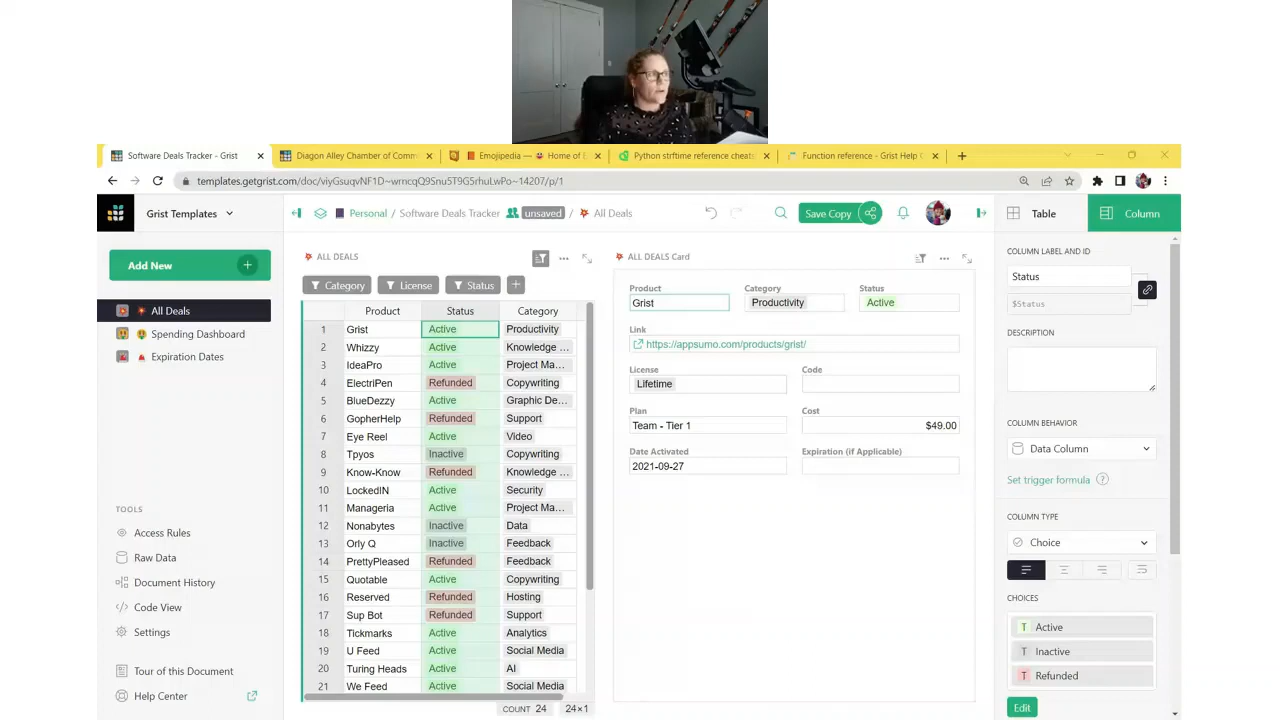 Software Deals Tracker - Grist
Diagon Alley Chamber of Comm
Emojipedia — 😃 Home of E
Python strftime reference cheats
Function reference - Grist Help C
templates.getgrist.com/doc/viyGsuqvNF1D~wrncqQ9Snu5T9G5rhuLwPo~14207/p/1
Grist Templates
Personal / Software Deals Tracker unsaved / 💥 All Deals
Save Copy
Table
Column
Add New +
💥 All Deals
🤑 Spending Dashboard
🚨 Expiration Dates
TOOLS
Access Rules
Raw Data
Document History
Code View
Settings
Tour of this Document
Help Center
💥 ALL DEALS
Category License Status +
Product Status Category
1 Grist Active Productivity
2 Whizzy Active Knowledge ...
3 IdeaPro Active Project Ma...
4 ElectriPen Refunded Copywriting
5 BlueDezzy Active Graphic De...
6 GopherHelp Refunded Support
7 Eye Reel Active Video
8 Tpyos Inactive Copywriting
9 Know-Know Refunded Knowledge ...
10 LockedIN Active Security
11 Manageria Active Project Ma...
12 Nonabytes Inactive Data
13 Orly Q Inactive Feedback
14 PrettyPleased Refunded Feedback
15 Quotable Active Copywriting
16 Reserved Refunded Hosting
17 Sup Bot Refunded Support
18 Tickmarks Active Analytics
19 U Feed Active Social Media
20 Turing Heads Active AI
21 We Feed Active Social Media
COUNT 24 24×1
💥 ALL DEALS Card
Product Category Status
Grist Productivity Active
Link
https://appsumo.com/products/grist/
License Code
Lifetime
Plan Cost
Team - Tier 1 $49.00
Date Activated Expiration (if Applicable)
2021-09-27
COLUMN LABEL AND ID
Status
$Status
DESCRIPTION
COLUMN BEHAVIOR
Data Column
Set trigger formula ?
COLUMN TYPE
Choice
CHOICES
T Active
T Inactive
T Refunded
Edit